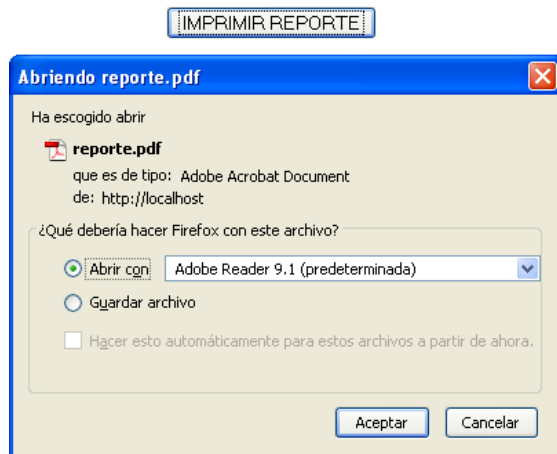 IMPRIMIR REPORTE
Abriendo reporte.pdf
Ha escogido abrir
reporte.pdf
que es de tipo: Adobe Acrobat Document
de: http://localhost
¿Qué debería hacer Firefox con este archivo?
Abrir con Adobe Reader 9.1 (predeterminada)
Guardar archivo
Hacer esto automáticamente para estos archivos a partir de ahora.
Aceptar Cancelar